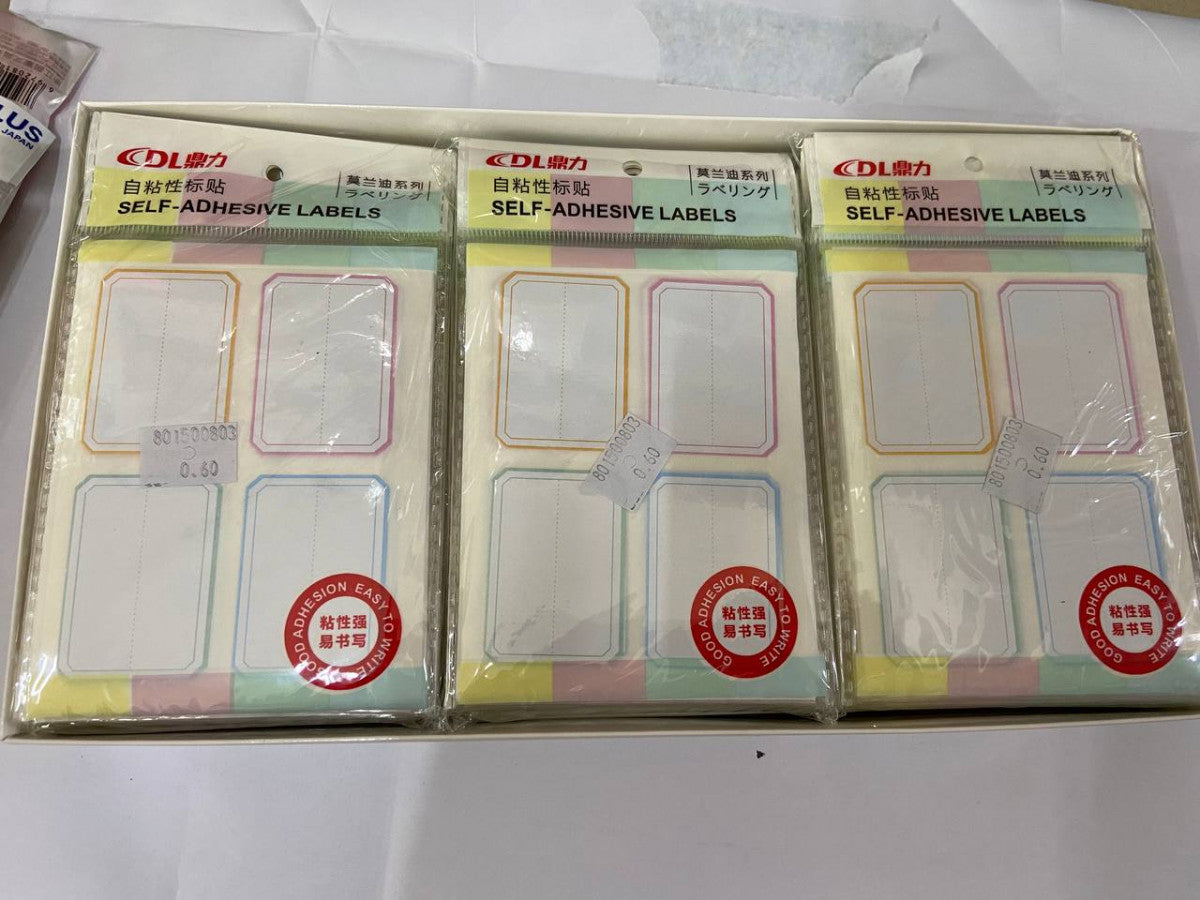 LUS
JAPAN
CDL鼎力
自粘性标贴
SELF-ADHESIVE LABELS
莫兰迪系列
ラベリング
801500803
0.60
GOOD ADHESION EASY TO WRITE
粘性强
易书写
CDL鼎力
自粘性标贴
SELF-ADHESIVE LABELS
莫兰迪系列
ラベリング
801500803
0.60
GOOD ADHESION EASY TO WRITE
粘性强
易书写
CDL鼎力
自粘性标贴
SELF-ADHESIVE LABELS
莫兰迪系列
ラベリング
801500803
0.60
GOOD ADHESION EASY TO WRITE
粘性强
易书写